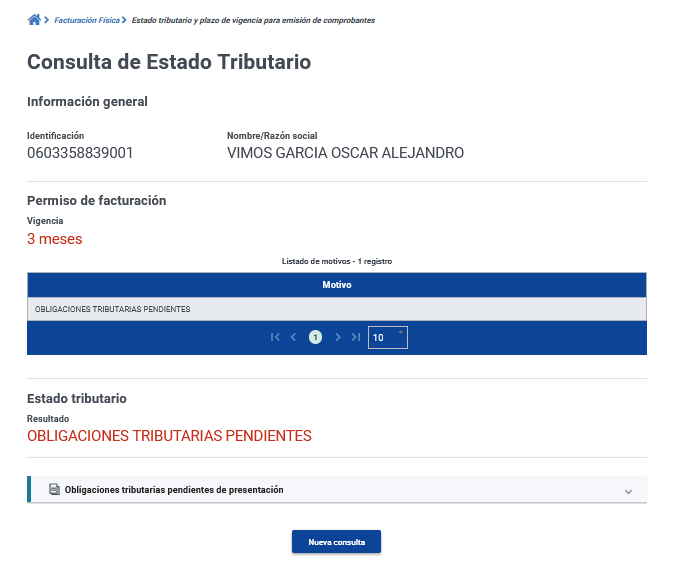 Facturación Física
Estado tributario y plazo de vigencia para emisión de comprobantes
Consulta de Estado Tributario
Información general
Identificación
Nombre/Razón social
0603358839001
VIMOS GARCIA OSCAR ALEJANDRO
Permiso de facturación
Vigencia
3 meses
Listado de motivos - 1 registro
Motivo
OBLIGACIONES TRIBUTARIAS PENDIENTES
1
10
Estado tributario
Resultado
OBLIGACIONES TRIBUTARIAS PENDIENTES
Obligaciones tributarias pendientes de presentación
Nueva consulta